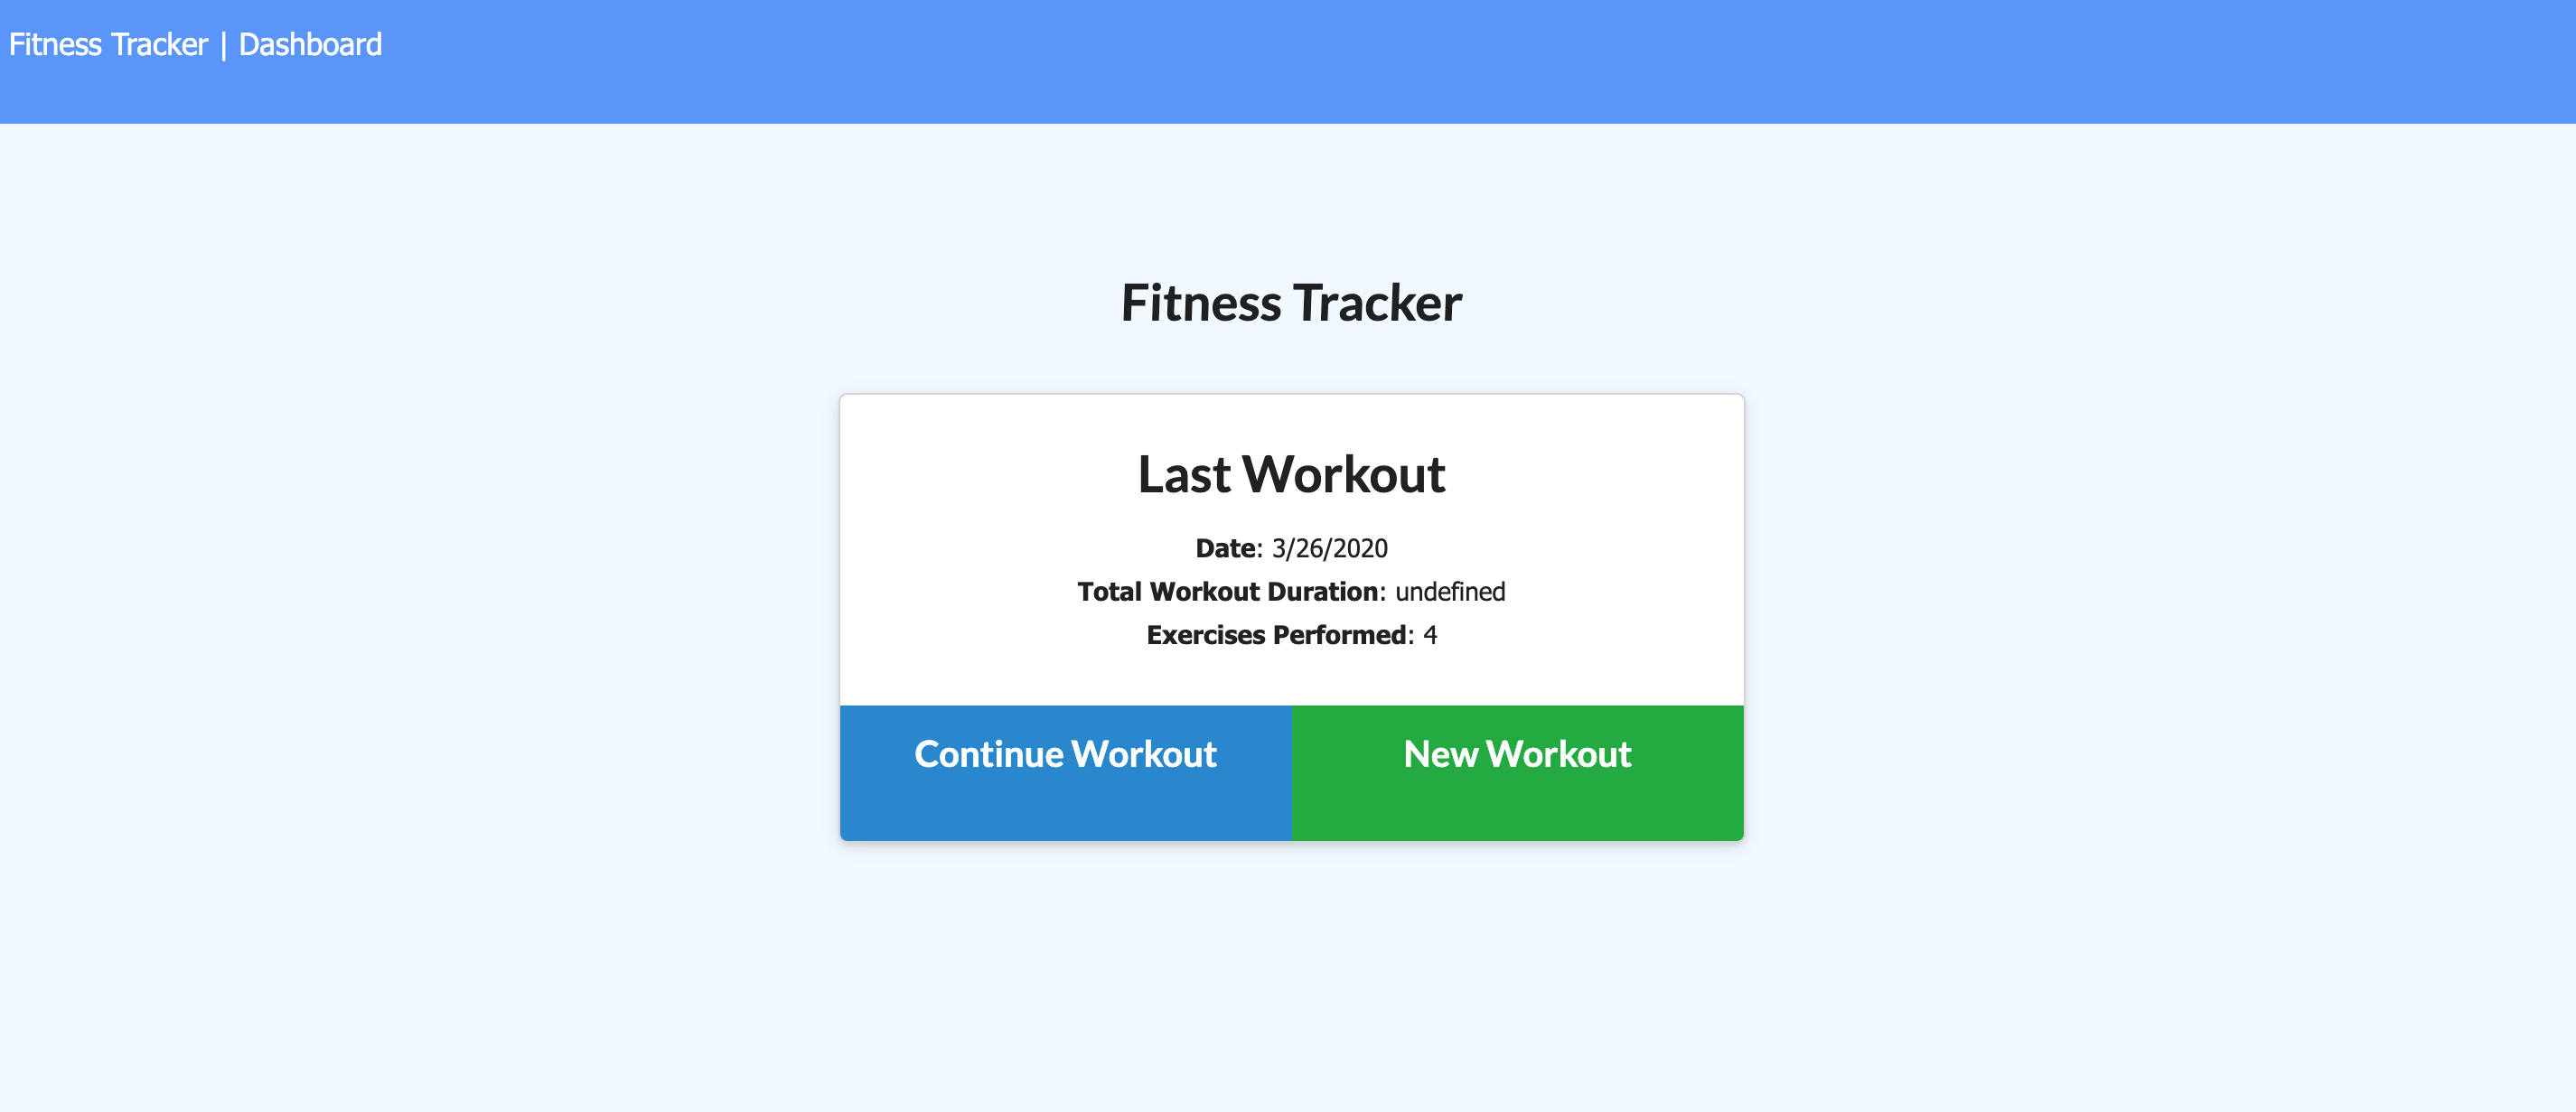 Fitness Tracker | Dashboard
Fitness Tracker
Last Workout
Date: 3/26/2020
Total Workout Duration: undefined
Exercises Performed: 4
Continue Workout
New Workout